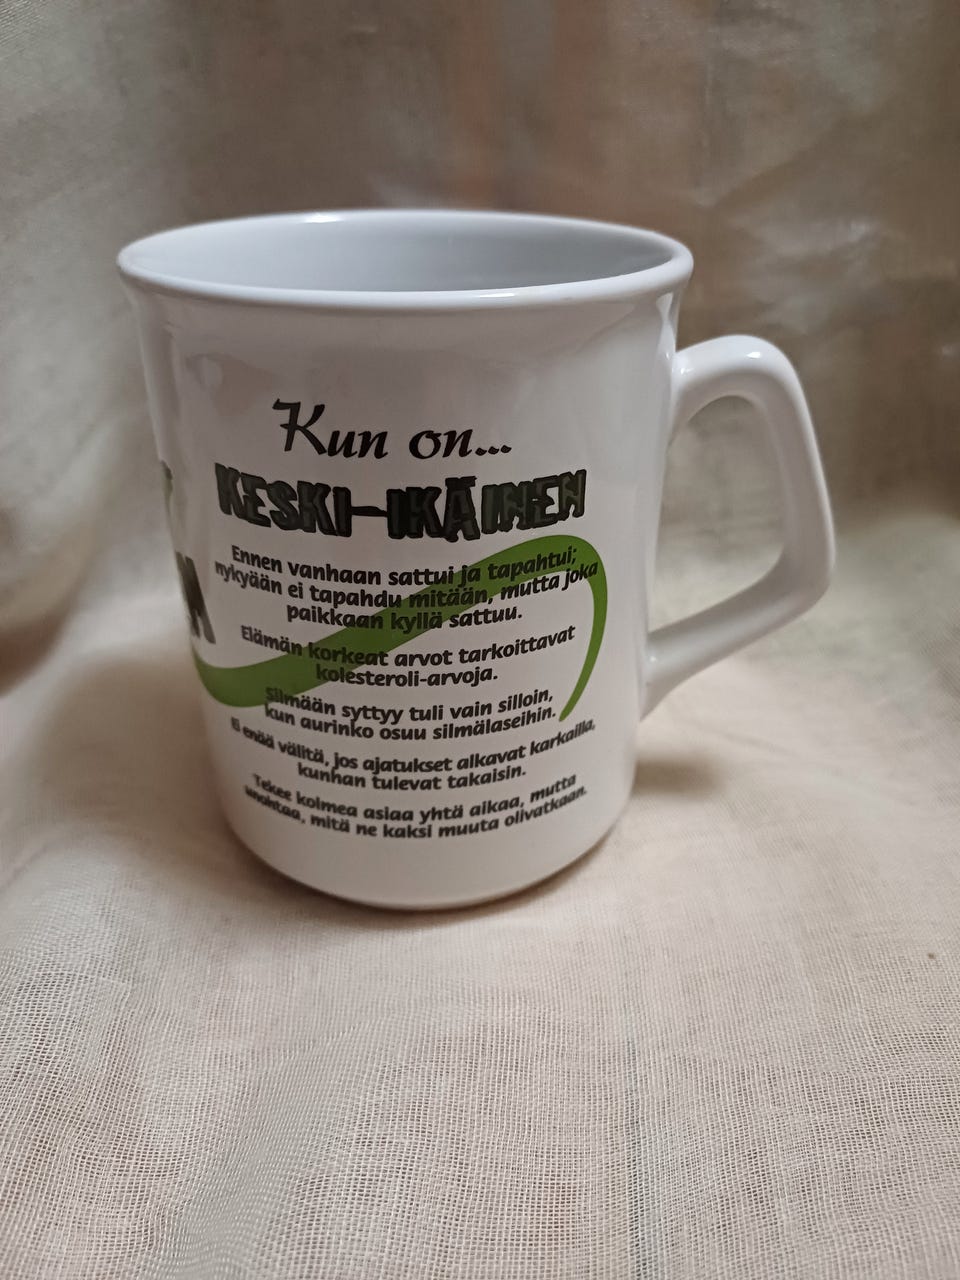 Kun on...
KESKI-IKÄINEN
Ennen vanhaan sattui ja tapahtui;
nykyään ei tapahdu mitään, mutta joka
paikkaan kyllä sattuu.
Elämän korkeat arvot tarkoittavat
kolesteroli-arvoja.
Silmään syttyy tuli vain silloin,
kun aurinko osuu silmälaseihin.
Ei enää välitä, jos ajatukset alkavat karkailla,
kunhan tulevat takaisin.
Tekee kolmea asiaa yhtä aikaa, mutta
unohtaa, mitä ne kaksi muuta olivatkaan.